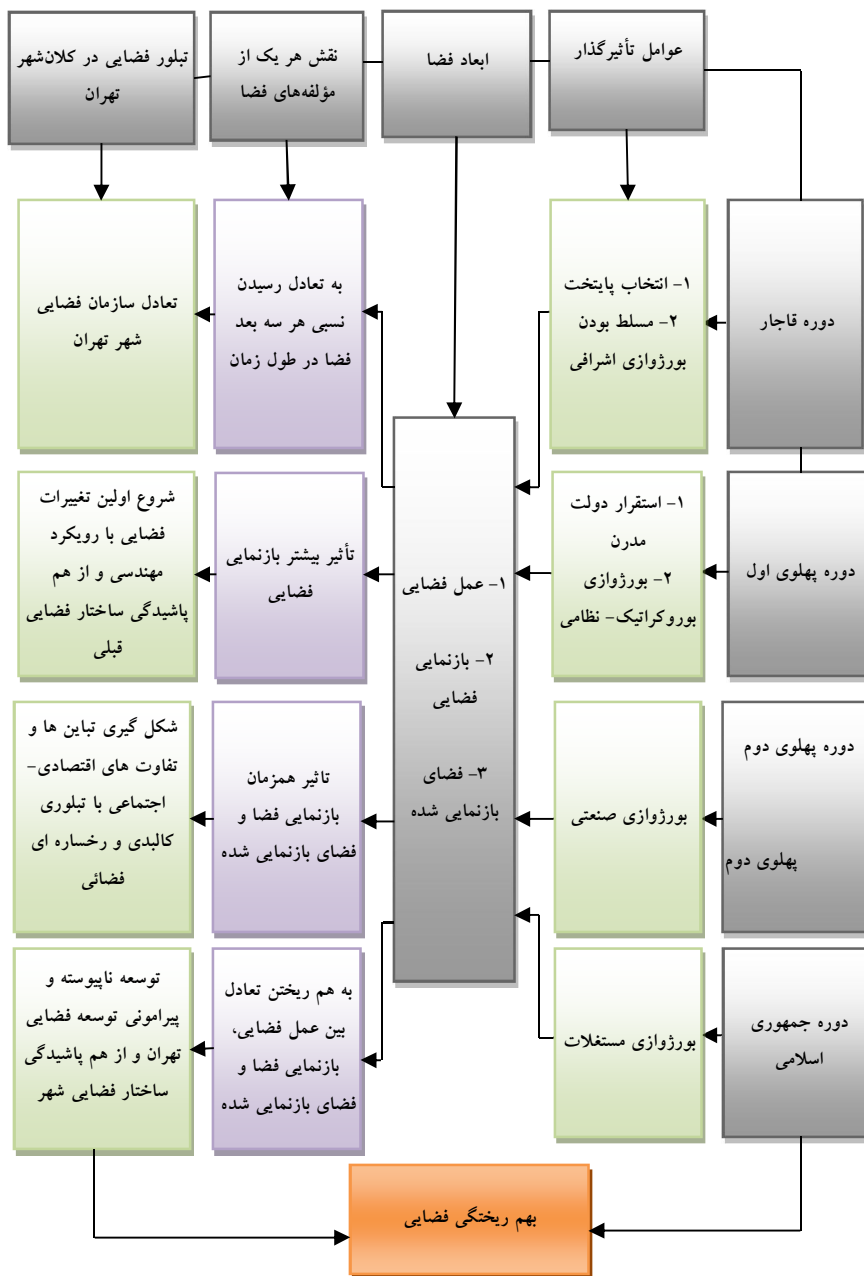 عوامل تأثیرگذار
ابعاد فضا
نقش هر یک از
مؤلفه‌های فضا
تبلور فضایی در کلان‌شهر
تهران
دوره قاجار
۱- انتخاب پایتخت
۲- مسلط بودن
بورژوازی اشرافی
به تعادل رسیدن
نسبی هر سه بعد
فضا در طول زمان
تعادل سازمان فضایی
شهر تهران
دوره پهلوی اول
۱- استقرار دولت
مدرن
۲- بورژوازی
بوروکراتیک- نظامی
۱- عمل فضایی
۲- بازنمایی
فضایی
۳- فضای
بازنمایی شده
تأثیر بیشتر بازنمایی
فضایی
شروع اولین تغییرات
فضایی با رویکرد
مهندسی و از هم
پاشیدگی ساختار فضایی
قبلی
دوره پهلوی دوم
پهلوی دوم
بورژوازی صنعتی
تاثیر همزمان
بازنمایی فضا و
فضای بازنمایی شده
شکل گیری تباین ها و
تفاوت های اقتصادی-
اجتماعی با تبلوری
کالبدی و رخساره ای
فضائی
دوره جمهوری
اسلامی
بورژوازی مستغلات
به هم ریختن تعادل
بین عمل فضایی،
بازنمایی فضا و
فضای بازنمایی شده
توسعه ناپیوسته و
پیرامونی توسعه فضایی
تهران و از هم پاشیدگی
ساختار فضایی شهر
بهم ریختگی فضایی